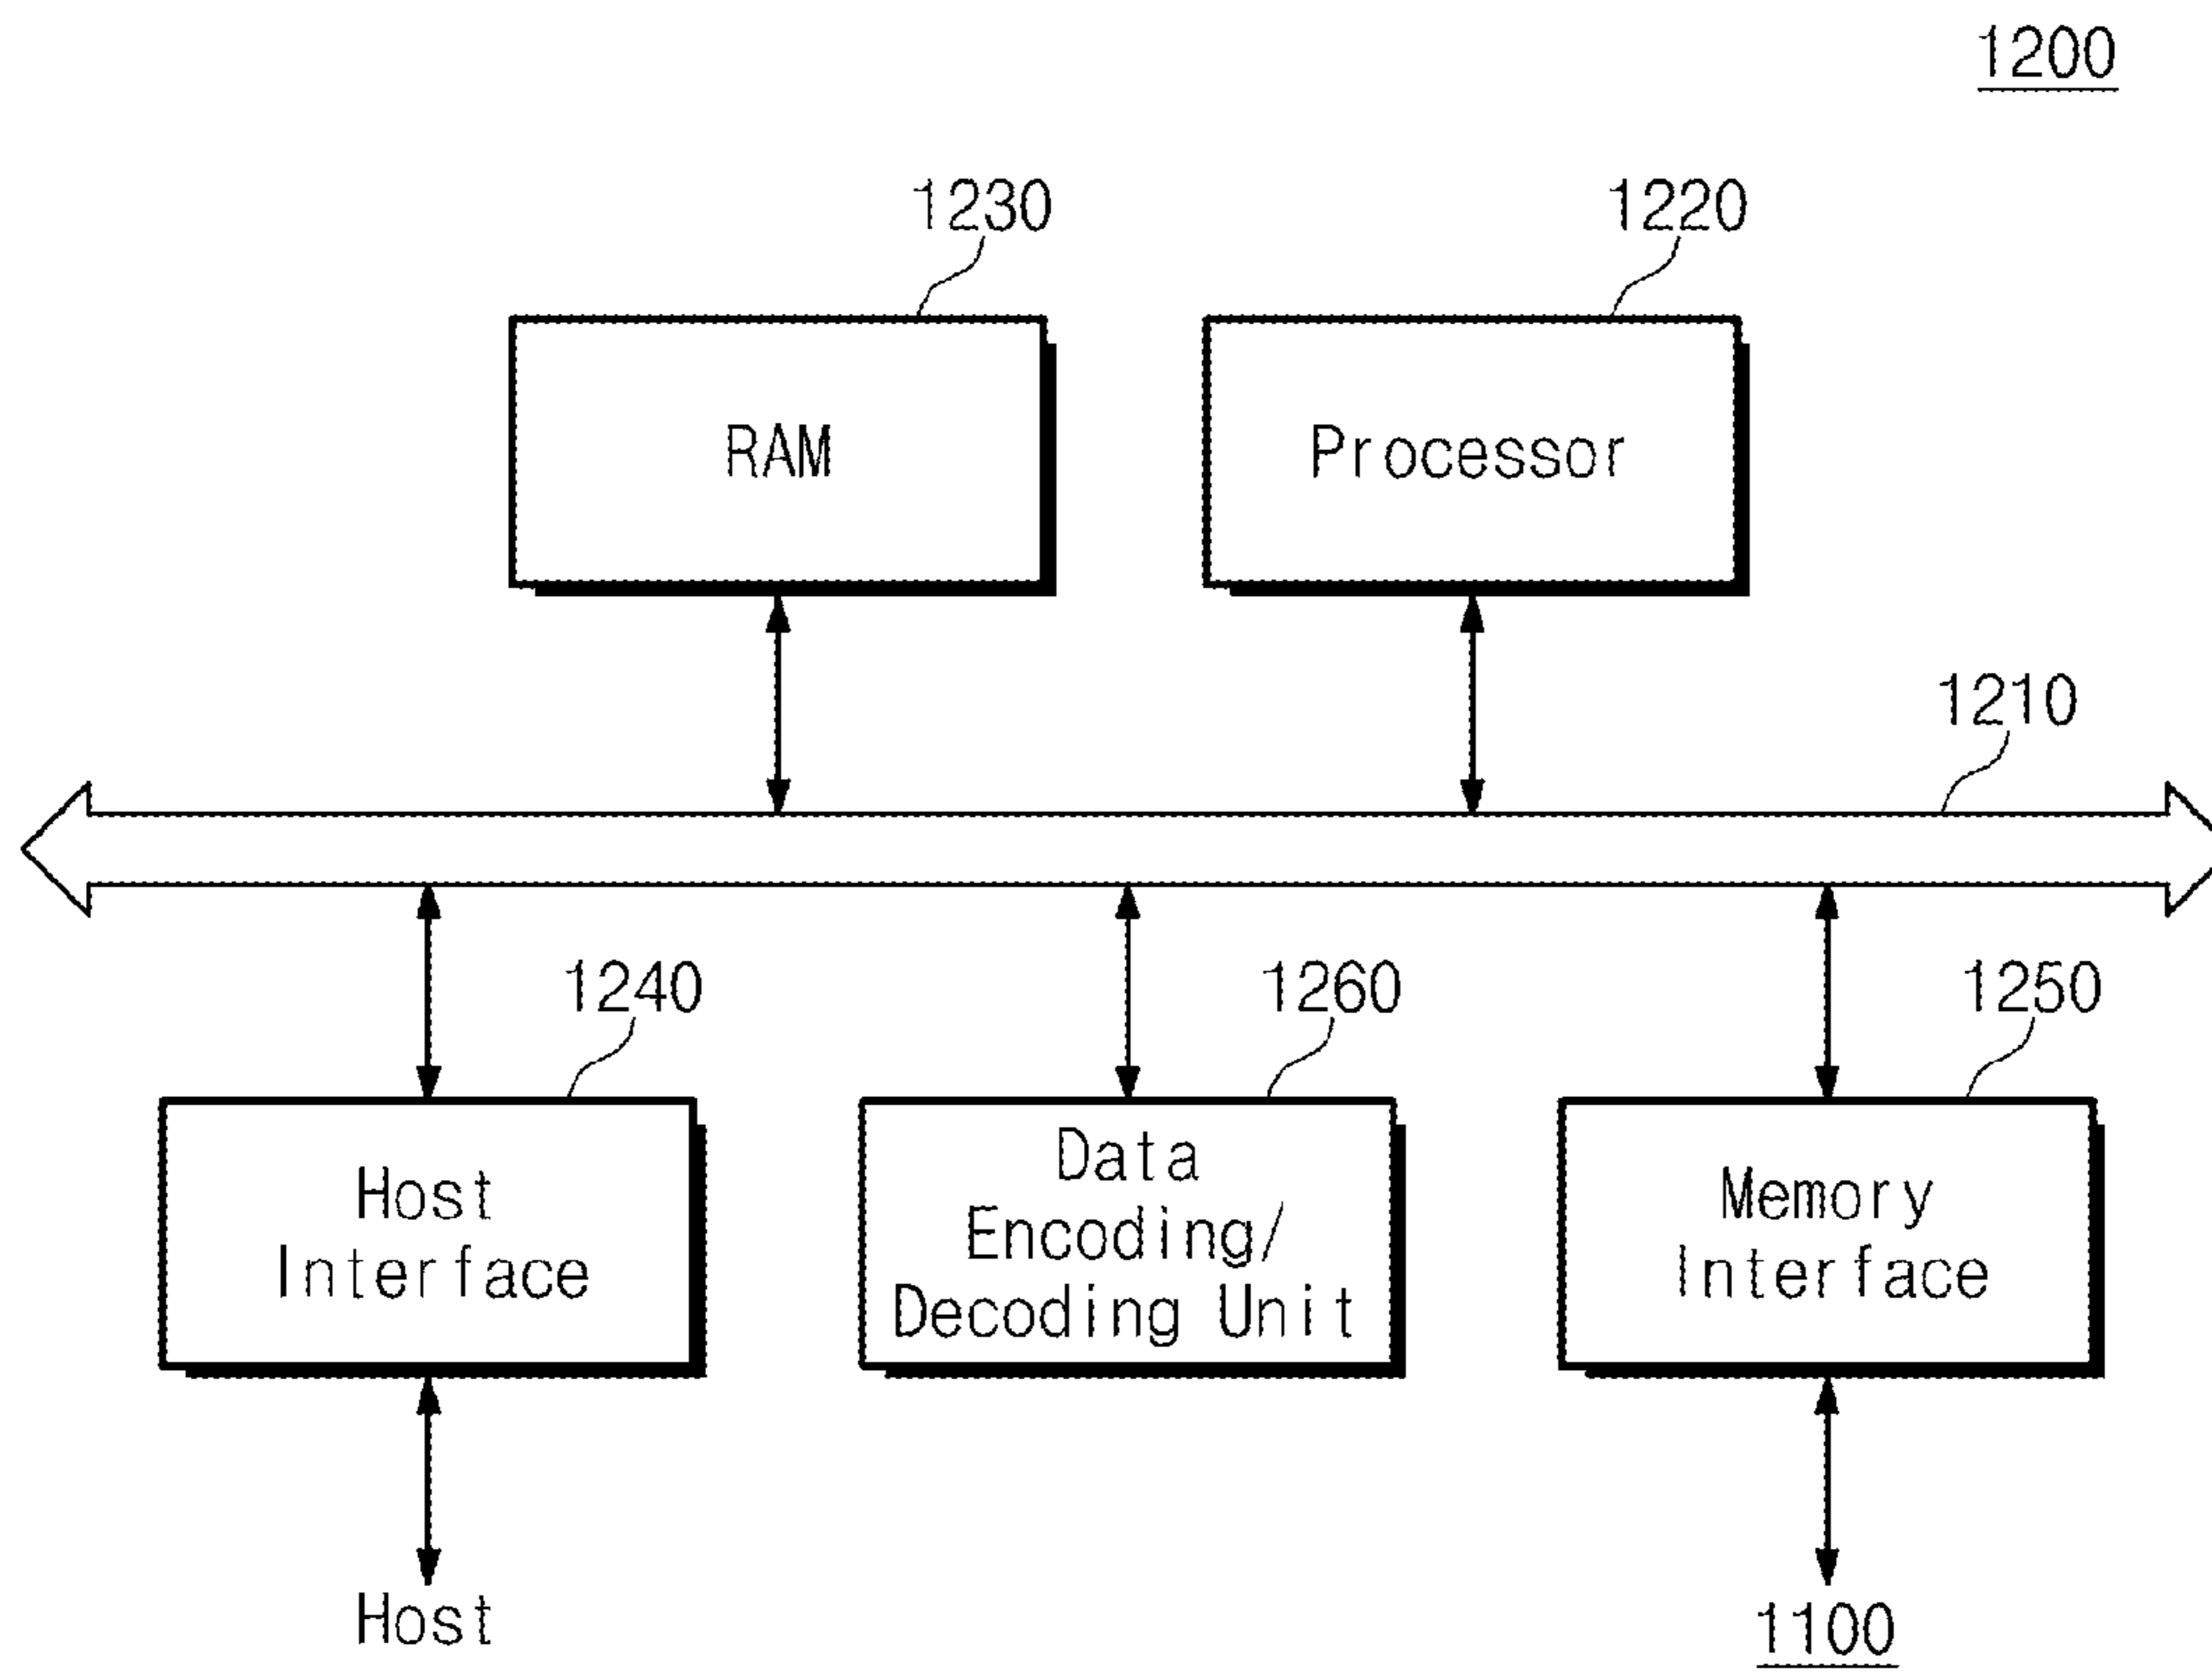 1200
1230
1220
RAM
Processor
1210
1240
1260
1250
Host
Interface
Data
Encoding/
Decoding Unit
Memory
Interface
Host
1100